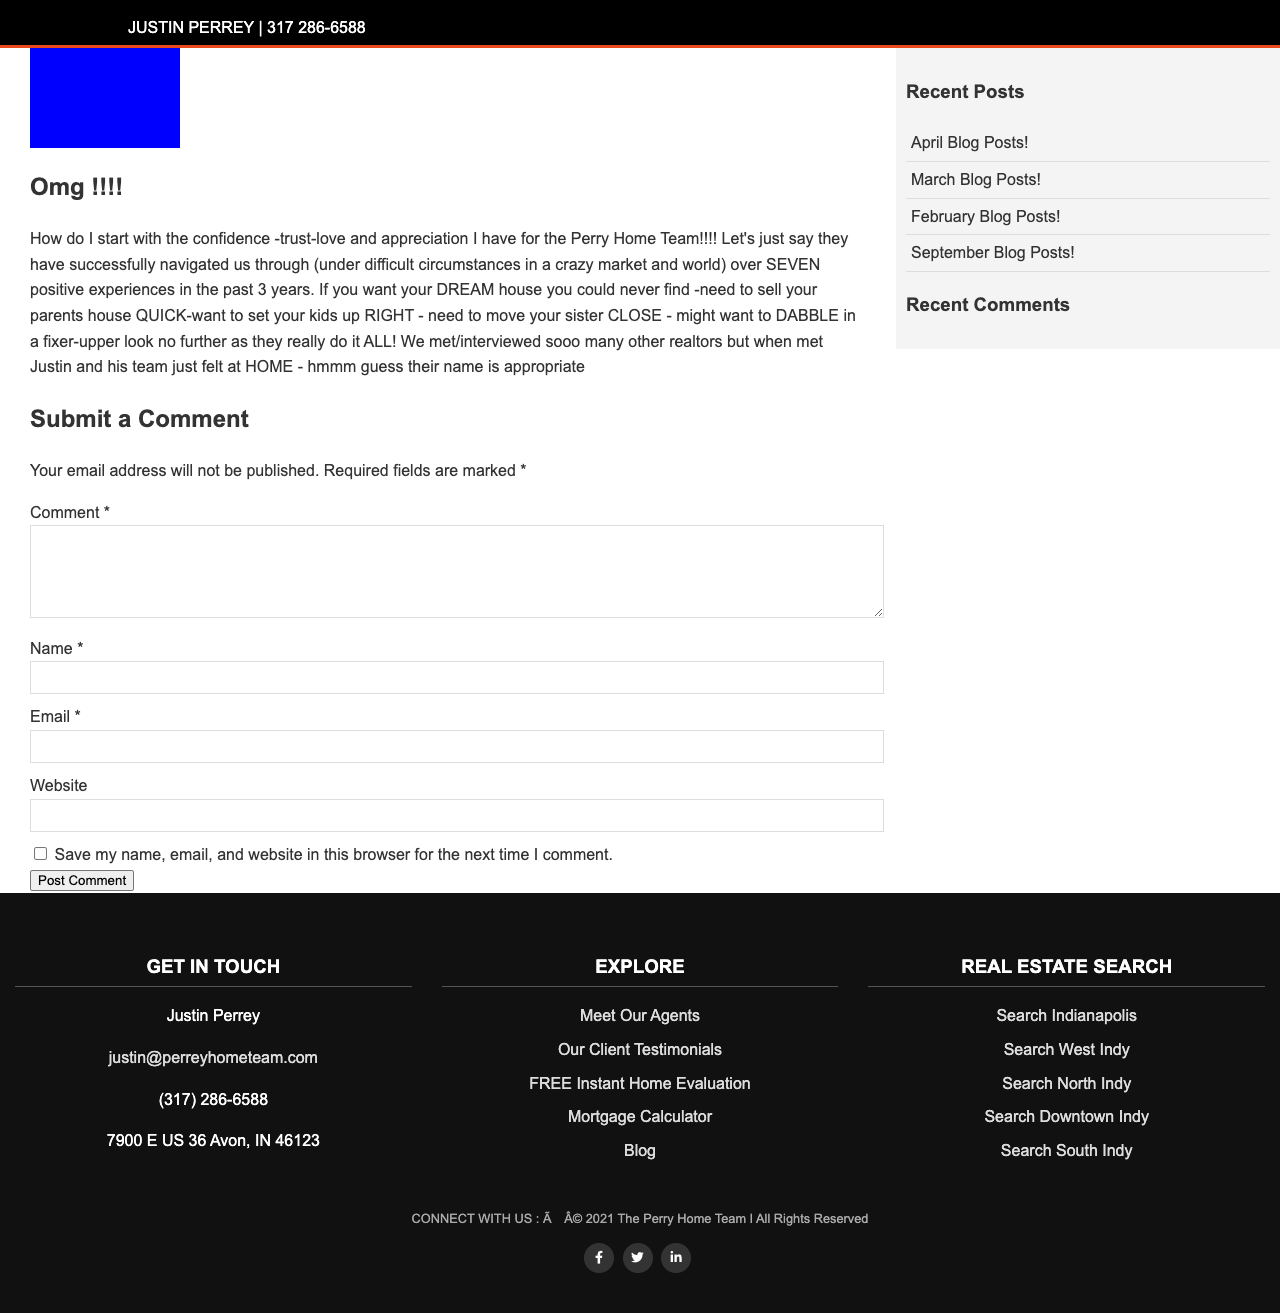 JUSTIN PERREY | 317 286-6588
Omg !!!!
How do I start with the confidence -trust-love and appreciation I have for the Perry Home Team!!!! Let's just say they
have successfully navigated us through (under difficult circumstances in a crazy market and world) over SEVEN
positive experiences in the past 3 years. If you want your DREAM house you could never find -need to sell your
parents house QUICK-want to set your kids up RIGHT - need to move your sister CLOSE - might want to DABBLE in
a fixer-upper look no further as they really do it ALL! We met/interviewed sooo many other realtors but when met
Justin and his team just felt at HOME - hmmm guess their name is appropriate
Submit a Comment
Your email address will not be published. Required fields are marked *
Comment *
Name *
Email *
Website
Save my name, email, and website in this browser for the next time I comment.
Post Comment
Recent Posts
April Blog Posts!
March Blog Posts!
February Blog Posts!
September Blog Posts!
Recent Comments
GET IN TOUCH
Justin Perrey
justin@perreyhometeam.com
(317) 286-6588
7900 E US 36 Avon, IN 46123
EXPLORE
Meet Our Agents
Our Client Testimonials
FREE Instant Home Evaluation
Mortgage Calculator
Blog
REAL ESTATE SEARCH
Search Indianapolis
Search West Indy
Search North Indy
Search Downtown Indy
Search South Indy
CONNECT WITH US : Ã Â© 2021 The Perry Home Team I All Rights Reserved